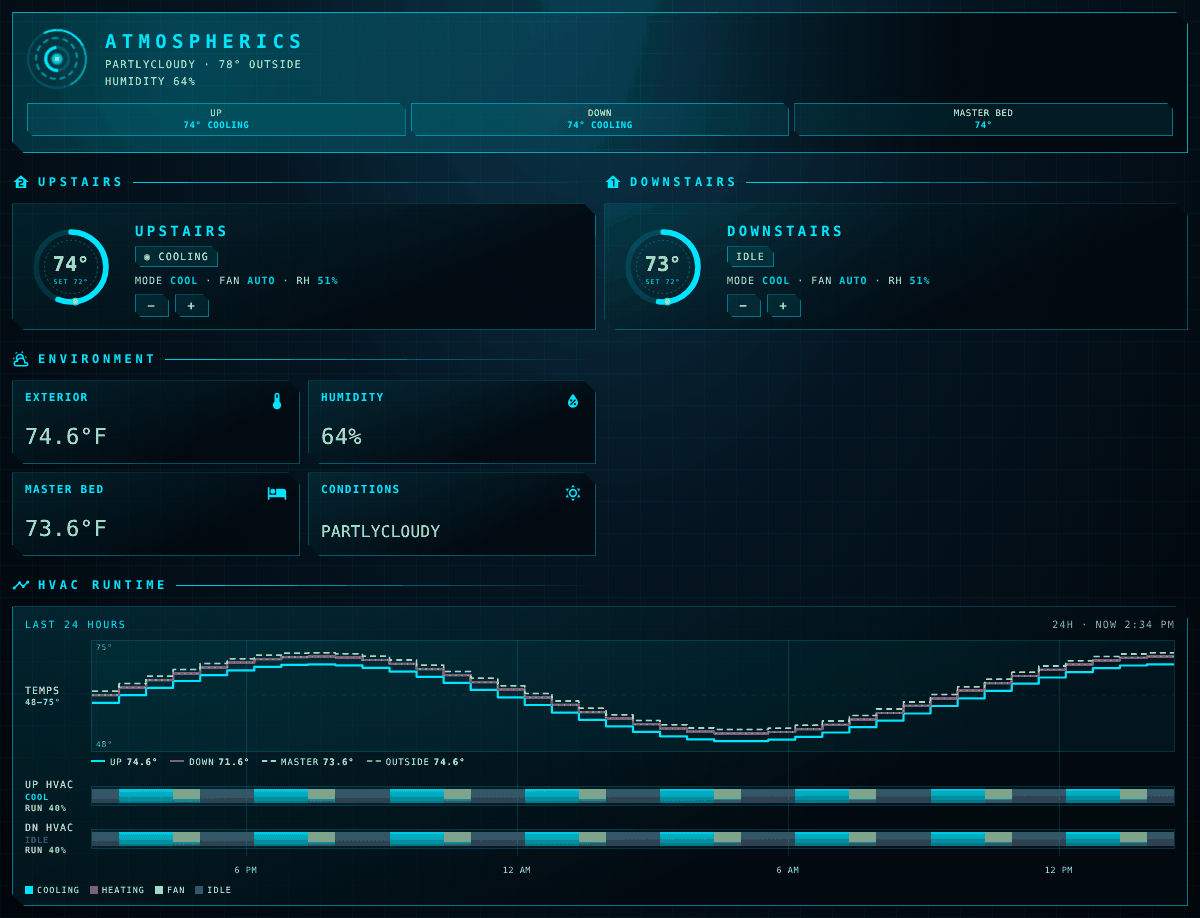 ATMOSPHERICS
PARTLYCLOUDY · 78° OUTSIDE
HUMIDITY 64%
UP
74° COOLING
DOWN
74° COOLING
MASTER BED
74°
2 UPSTAIRS
1 DOWNSTAIRS
74°
SET 72°
UPSTAIRS
◉ COOLING
MODE COOL · FAN AUTO · RH 51%
− +
73°
SET 72°
DOWNSTAIRS
IDLE
MODE COOL · FAN AUTO · RH 51%
− +
ENVIRONMENT
EXTERIOR
74.6°F
HUMIDITY
64%
MASTER BED
73.6°F
CONDITIONS
PARTLYCLOUDY
HVAC RUNTIME
LAST 24 HOURS
24H · NOW 2:34 PM
75°
TEMPS
48–75°
48°
UP 74.6° DOWN 71.6° MASTER 73.6° OUTSIDE 74.6°
UP HVAC
COOL
RUN 40%
DN HVAC
IDLE
RUN 40%
6 PM 12 AM 6 AM 12 PM
COOLING HEATING FAN IDLE